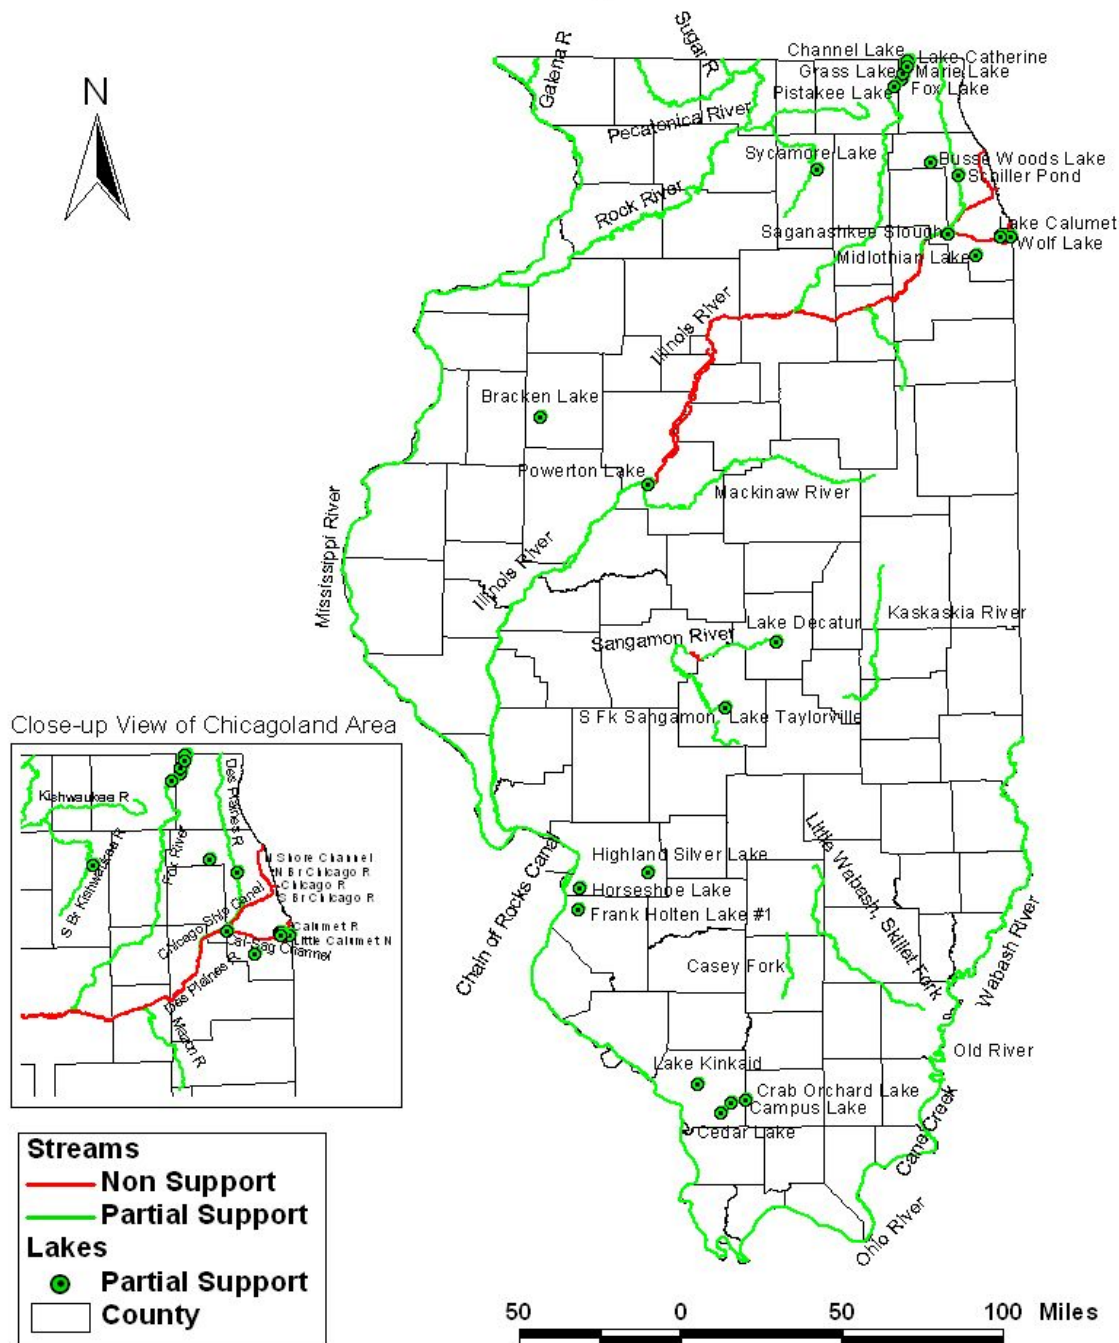 N
Galena R
Sugar R
Channel Lake
Lake Catherine
Grass Lake
Marie Lake
Pistakee Lake
Fox Lake
Pecatonica River
Sycamore Lake
Busse Woods Lake
Schiller Pond
Rock River
Saganashkee Slough
Lake Calumet
Wolf Lake
Midlothian Lake
Illinois River
Bracken Lake
Powerton Lake
Mackinaw River
Mississippi River
Illinois River
Kaskaskia River
Lake Decatur
Sangamon River
S Fk Sangamon
Lake Taylorville
Close-up View of Chicagoland Area
Kishwaukee R
Des Plaines R
Fox River
S Br Kishwaukee R
N Shore Channel
N Br Chicago R
Chicago R
S Br Chicago R
Chicago Ship Canal
Calumet R
Little Calumet N
Cal-Sag Channel
Des Plaines R
Mazon R
Highland Silver Lake
Horseshoe Lake
Frank Holten Lake #1
Chain of Rocks Canal
Little Wabash, Skillet Fork
Wabash River
Casey Fork
Old River
Lake Kinkaid
Crab Orchard Lake
Campus Lake
Cedar Lake
Cane Creek
Ohio River
Streams
Non Support
Partial Support
Lakes
Partial Support
County
50 0 50 100 Miles